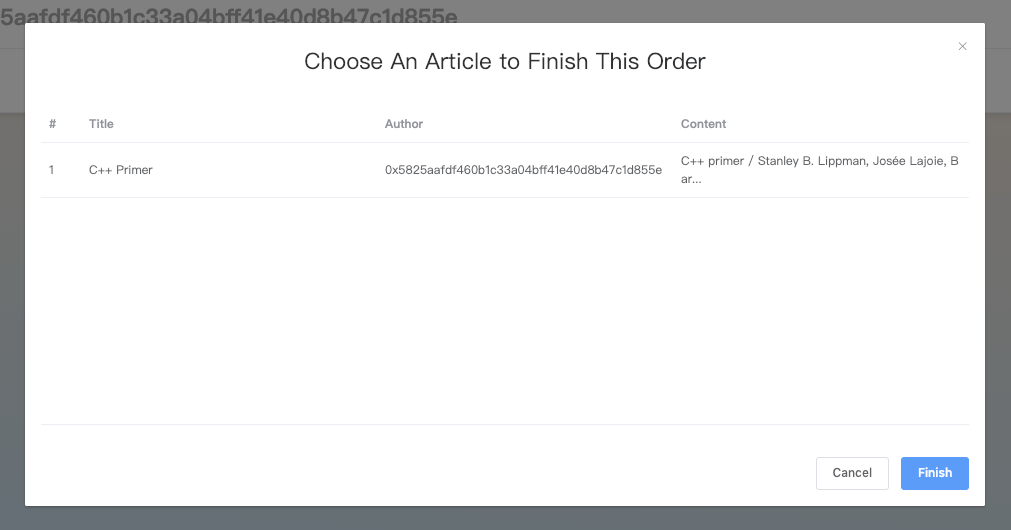 5aafdf460b1c33a04bff41e40d8b47c1d855e
×
Choose An Article to Finish This Order
# Title Author Content
1 C++ Primer 0x5825aafdf460b1c33a04bff41e40d8b47c1d855e C++ primer / Stanley B. Lippman, Josée Lajoie, B
ar...
Cancel Finish